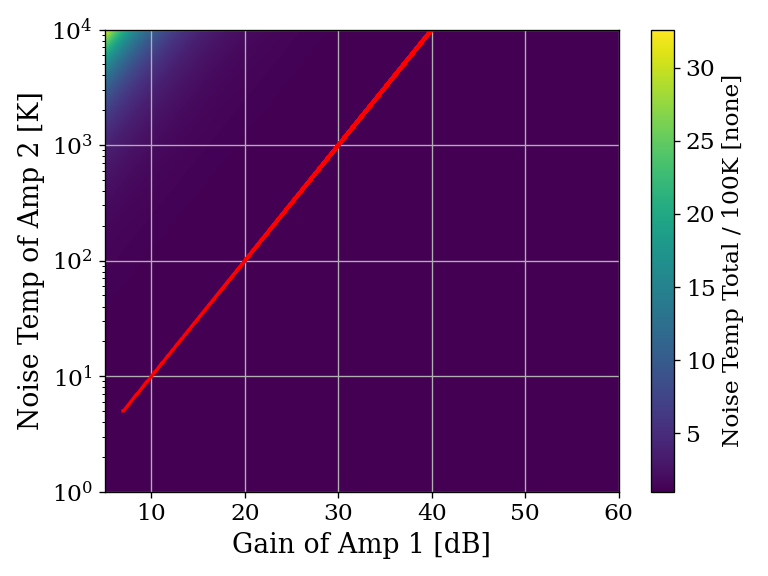 10⁴
10³
10²
10¹
10⁰
Noise Temp of Amp 2 [K]
10 20 30 40 50 60
Gain of Amp 1 [dB]
30
25
20
15
10
5
Noise Temp Total / 100K [none]